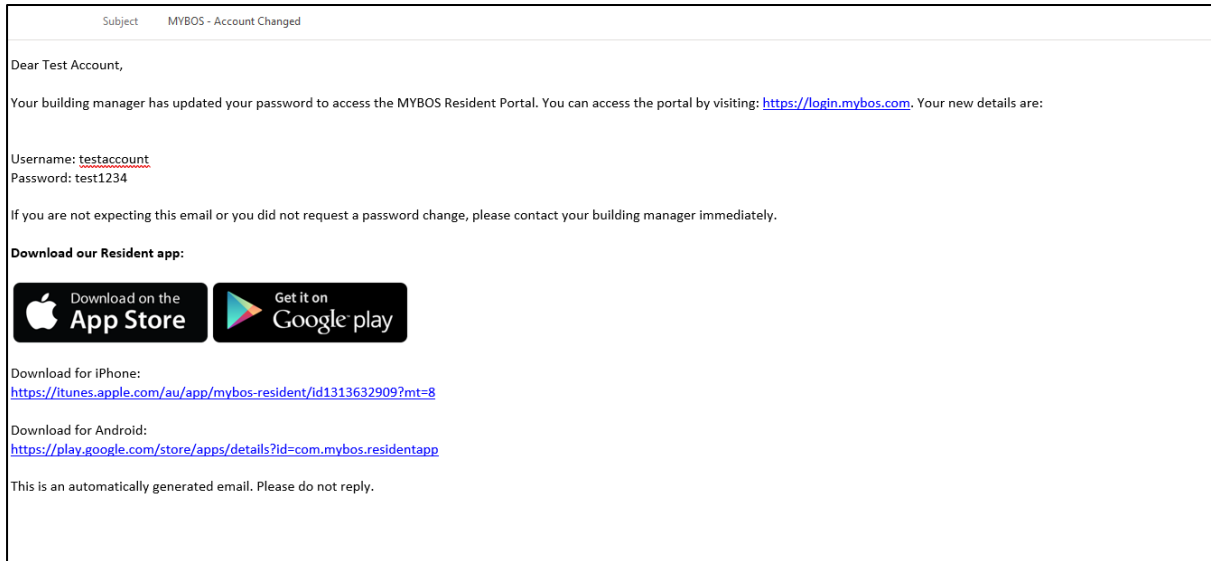 Subject MYBOS - Account Changed
Dear Test Account,
Your building manager has updated your password to access the MYBOS Resident Portal. You can access the portal by visiting: https://login.mybos.com. Your new details are:
Username: testaccount
Password: test1234
If you are not expecting this email or you did not request a password change, please contact your building manager immediately.
Download our Resident app:
Download on the
App Store
Get it on
Google play
Download for iPhone:
https://itunes.apple.com/au/app/mybos-resident/id1313632909?mt=8
Download for Android:
https://play.google.com/store/apps/details?id=com.mybos.residentapp
This is an automatically generated email. Please do not reply.